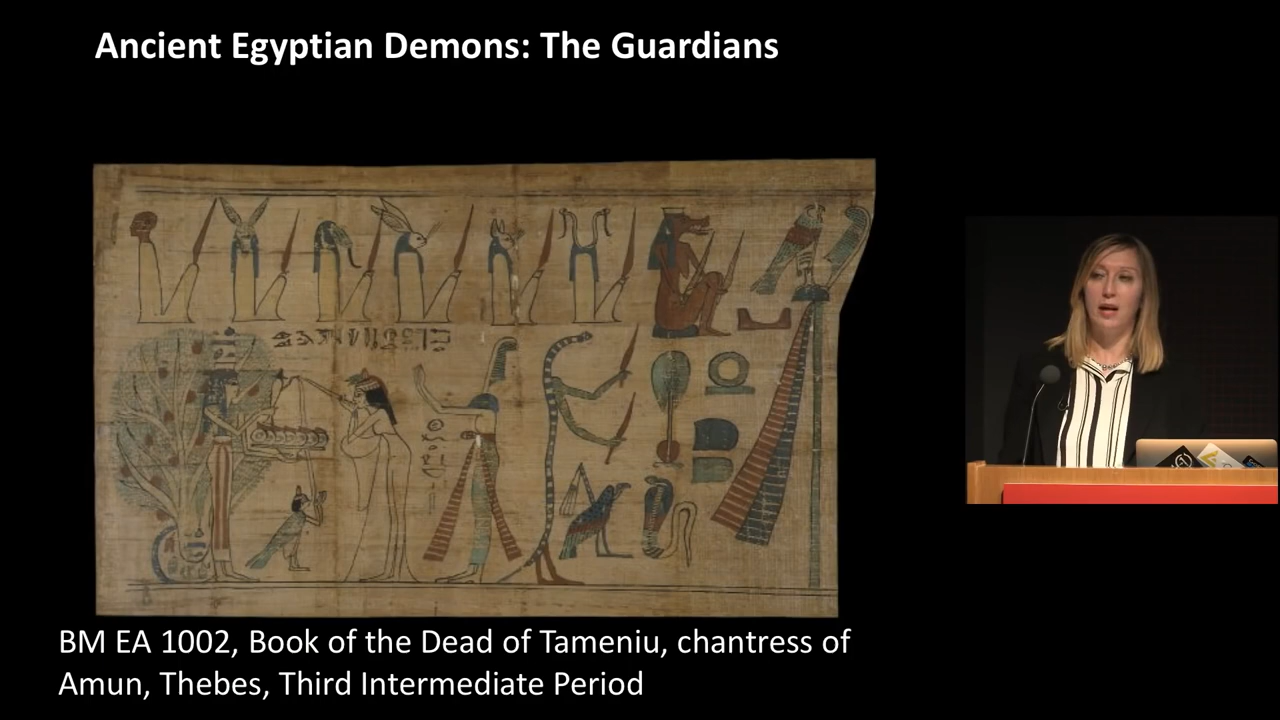 Ancient Egyptian Demons: The Guardians
BM EA 1002, Book of the Dead of Tameniu, chantress of
Amun, Thebes, Third Intermediate Period